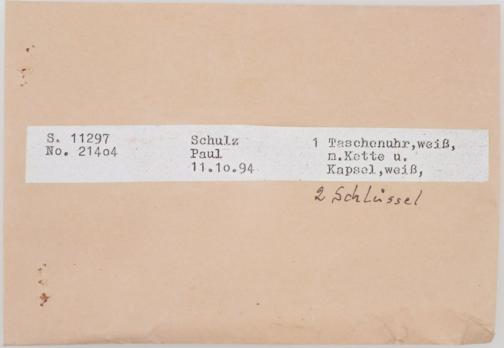 S. 11297 Schulz 1 Taschenuhr,weiß,
No. 214o4 Paul m.Kette u.
11.1o.94 Kapsel,weiß,
2 Schlüssel